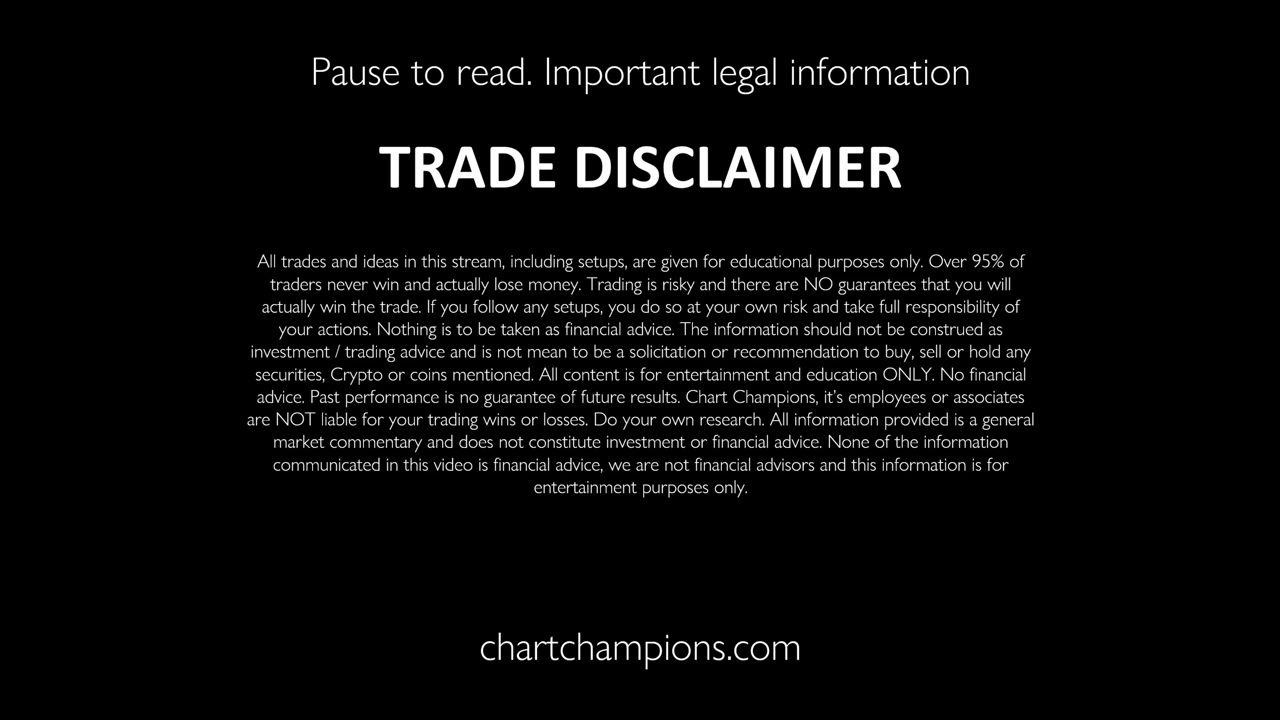 Pause to read. Important legal information
TRADE DISCLAIMER
All trades and ideas in this stream, including setups, are given for educational purposes only. Over 95% of
traders never win and actually lose money. Trading is risky and there are NO guarantees that you will
actually win the trade. If you follow any setups, you do so at your own risk and take full responsibility of
your actions. Nothing is to be taken as financial advice. The information should not be construed as
investment / trading advice and is not mean to be a solicitation or recommendation to buy, sell or hold any
securities, Crypto or coins mentioned. All content is for entertainment and education ONLY. No financial
advice. Past performance is no guarantee of future results. Chart Champions, it's employees or associates
are NOT liable for your trading wins or losses. Do your own research. All information provided is a general
market commentary and does not constitute investment or financial advice. None of the information
communicated in this video is financial advice, we are not financial advisors and this information is for
entertainment purposes only.
chartchampions.com